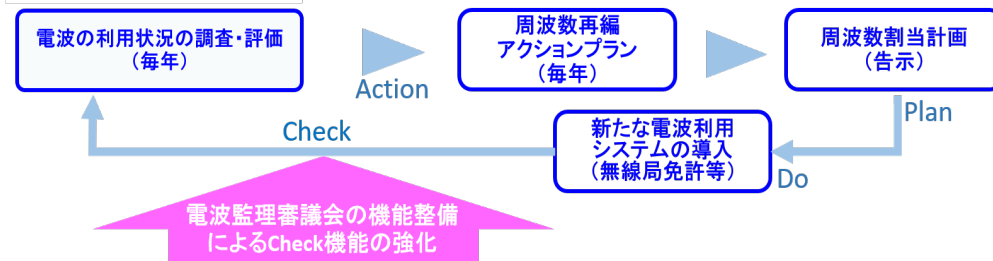 電波の利用状況の調査・評価
（毎年）
Action
周波数再編
アクションプラン
（毎年）
周波数割当計画
（告示）
Plan
新たな電波利用
システムの導入
（無線局免許等）
Do
Check
電波監理審議会の機能整備
によるCheck機能の強化